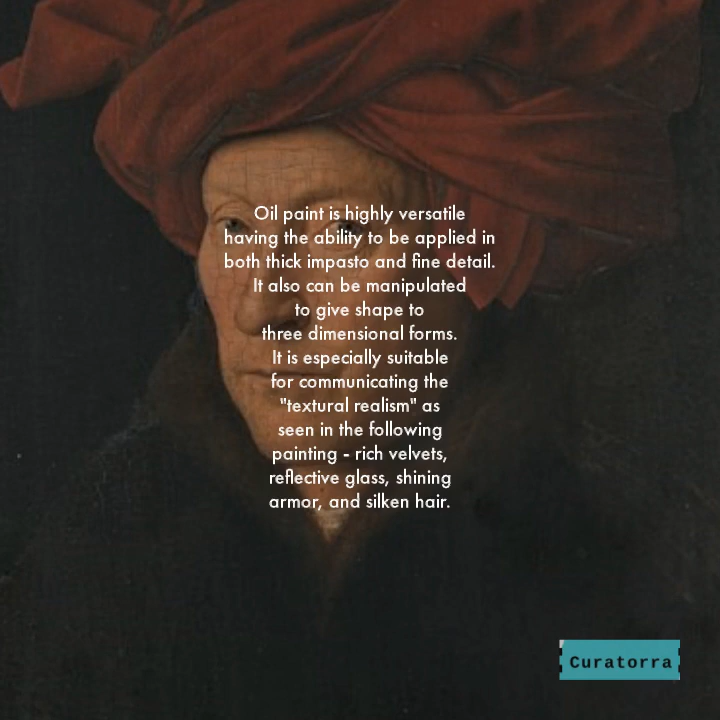 Oil paint is highly versatile
having the ability to be applied in
both thick impasto and fine detail.
It also can be manipulated
to give shape to
three dimensional forms.
It is especially suitable
for communicating the
"textural realism" as
seen in the following
painting - rich velvets,
reflective glass, shining
armor, and silken hair.
Curatorra